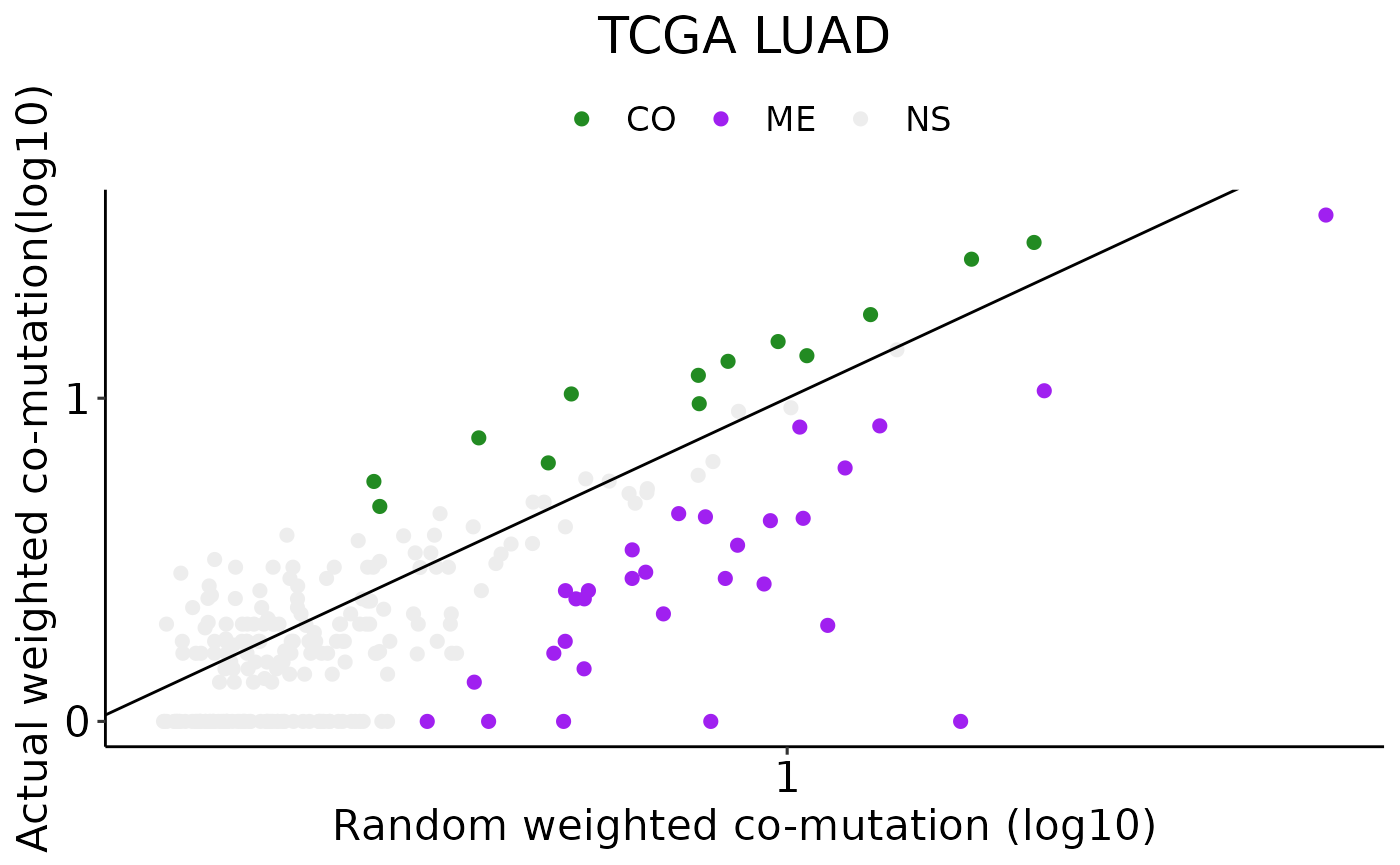 TCGA LUAD
CO ME NS
Actual weighted co-mutation(log10)
1
0
1
Random weighted co-mutation (log10)